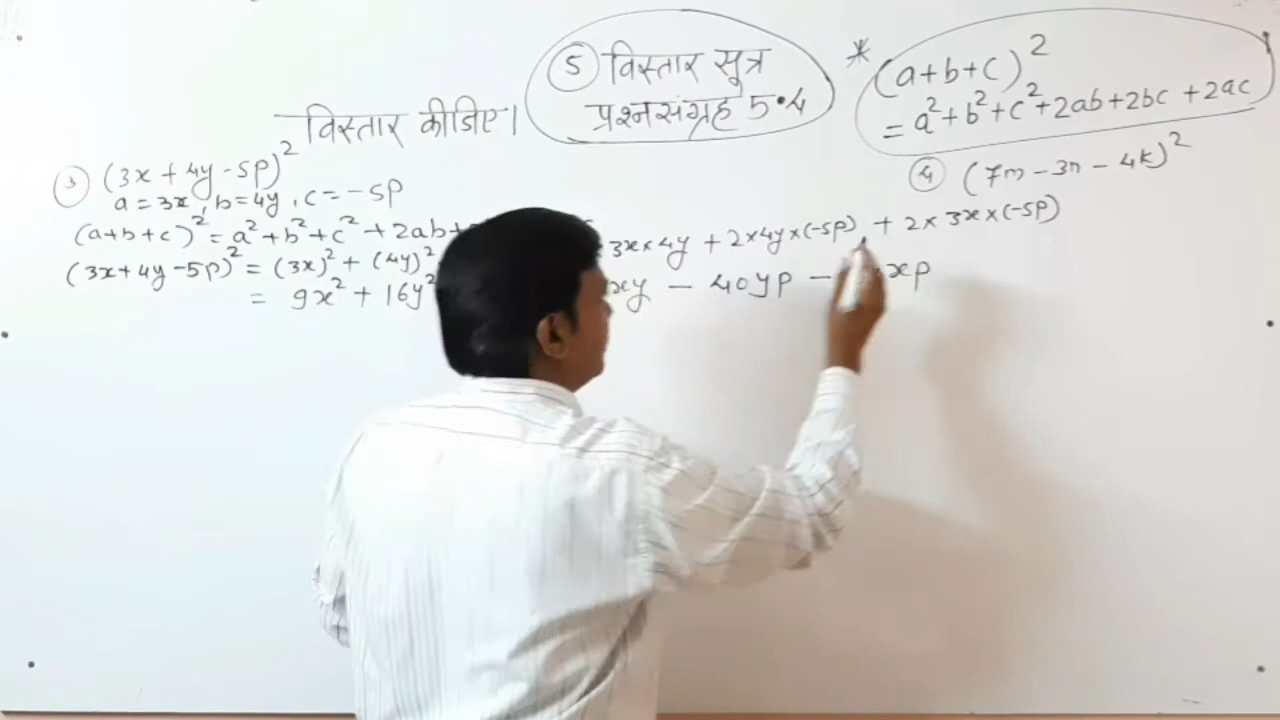 ⑤ विस्तार सूत्र
प्रश्नसंग्रह 5.4
* (a+b+c)²
= a²+b²+c²+2ab+2bc+2ac
विस्तार कीजिए।
③ (3x+4y-5p)²
a=3x, b=4y, c=-5p
(a+b+c)² = a²+b²+c²+2ab+
(3x+4y-5p)² = (3x)²+(4y)² 3x×4y + 2×4y×(-5p) + 2×3x×(-5p)
= 9x²+16y² xy - 40yp - xp
④ (7m-3n-4k)²